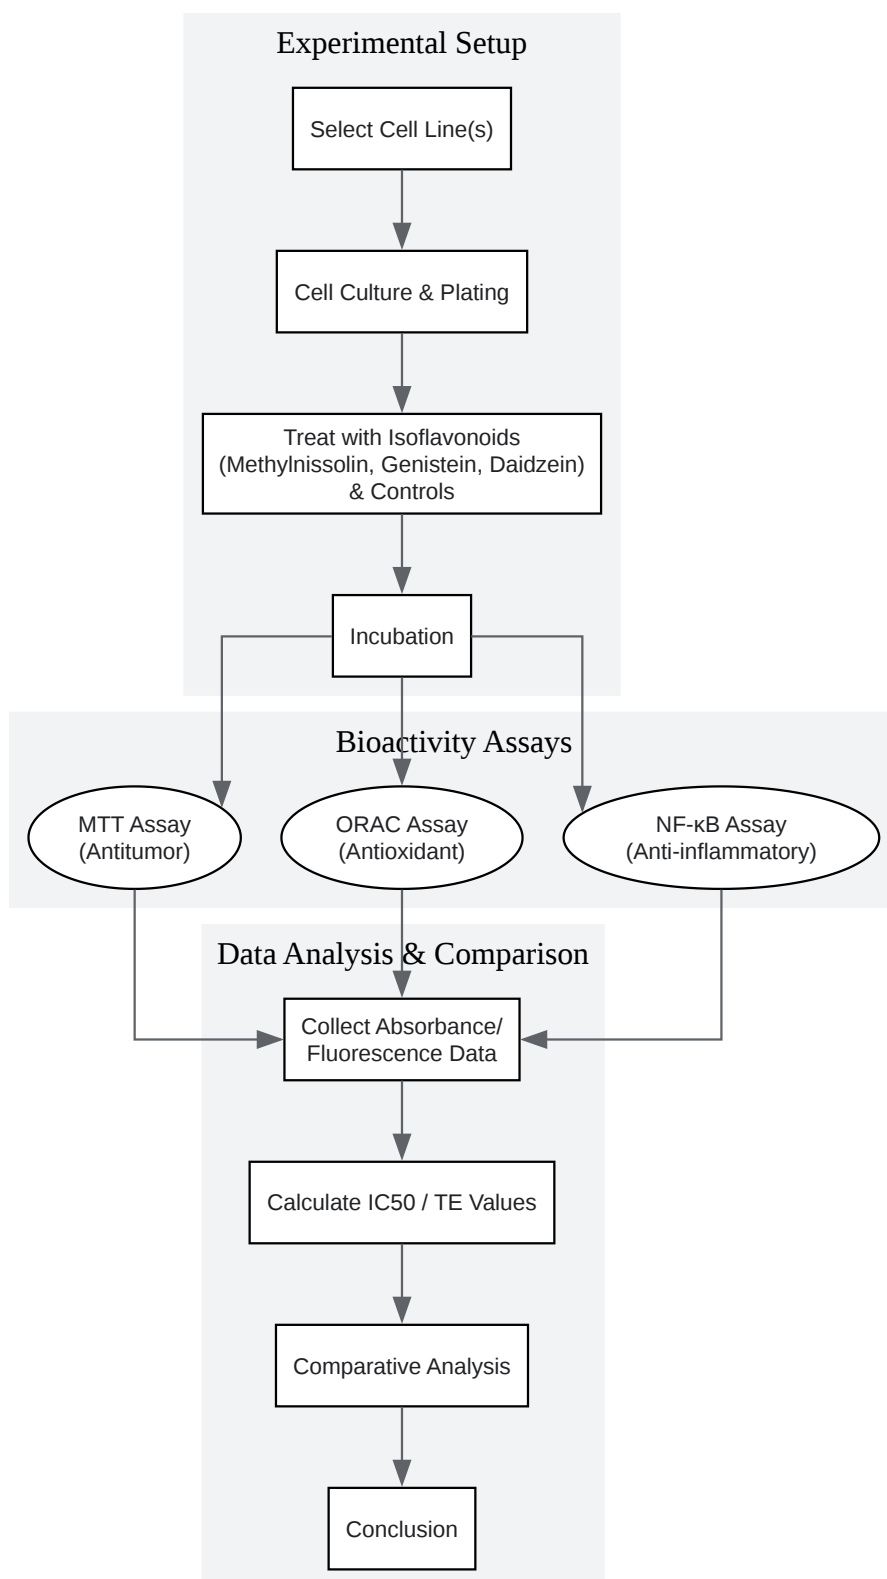 Experimental Setup
Select Cell Line(s)
Cell Culture & Plating
Treat with Isoflavonoids
(Methylnissolin, Genistein, Daidzein)
& Controls
Incubation
Bioactivity Assays
MTT Assay
(Antitumor)
ORAC Assay
(Antioxidant)
NF-κB Assay
(Anti-inflammatory)
Data Analysis & Comparison
Collect Absorbance/
Fluorescence Data
Calculate IC50 / TE Values
Comparative Analysis
Conclusion